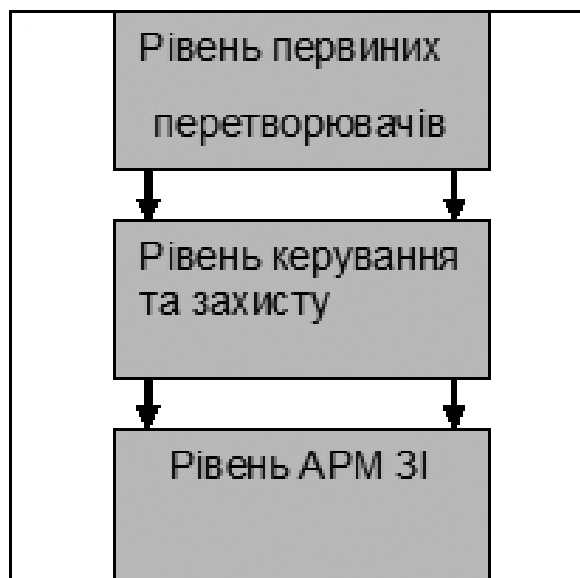 Рівень первиних
перетворювачів
Рівень керування
та захисту
Рівень АРМ ЗІ